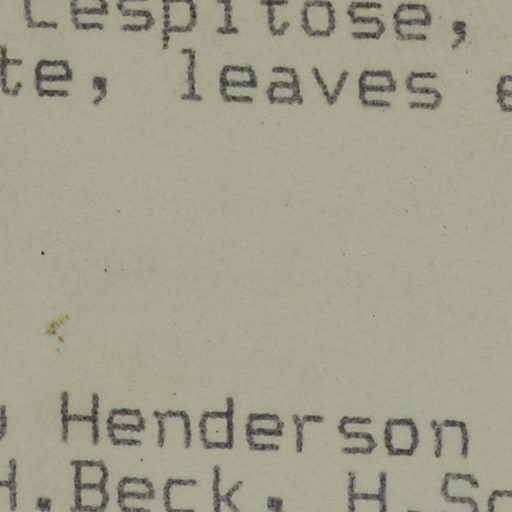 cespitose,
te, leaves
Henderson
H.Beck, H.